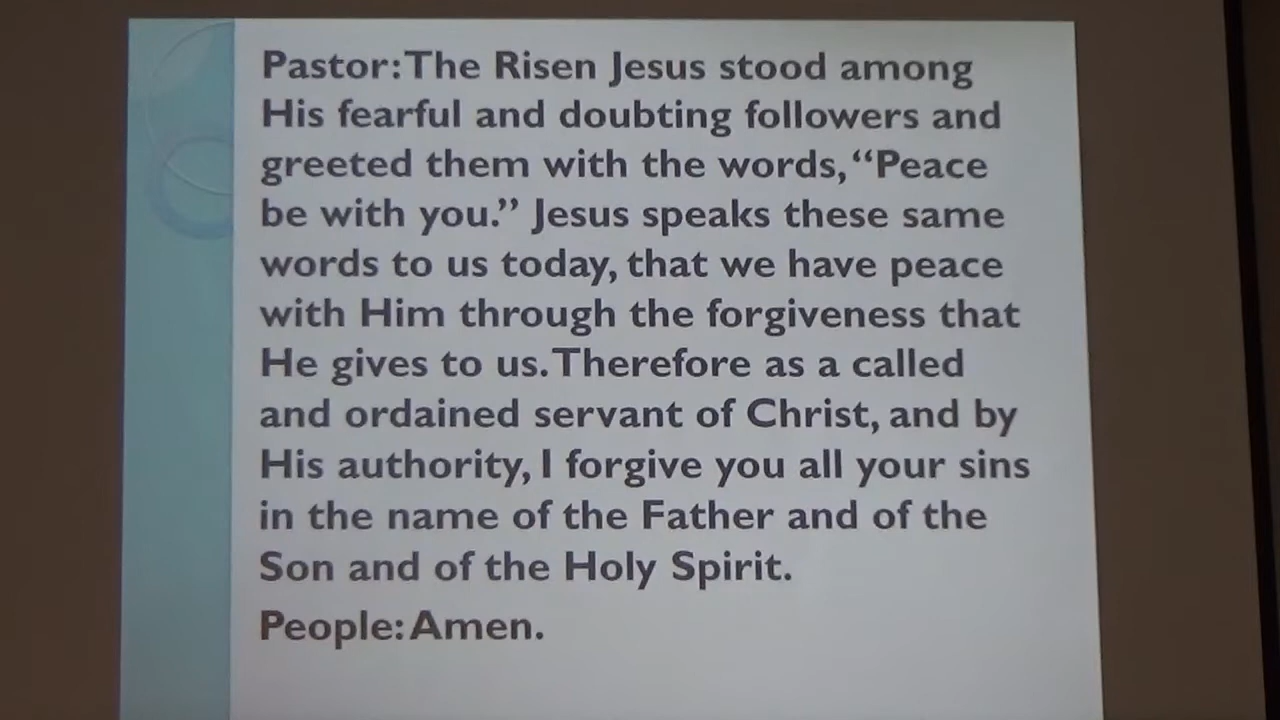 Pastor: The Risen Jesus stood among
His fearful and doubting followers and
greeted them with the words, “Peace
be with you.” Jesus speaks these same
words to us today, that we have peace
with Him through the forgiveness that
He gives to us. Therefore as a called
and ordained servant of Christ, and by
His authority, I forgive you all your sins
in the name of the Father and of the
Son and of the Holy Spirit.
People: Amen.